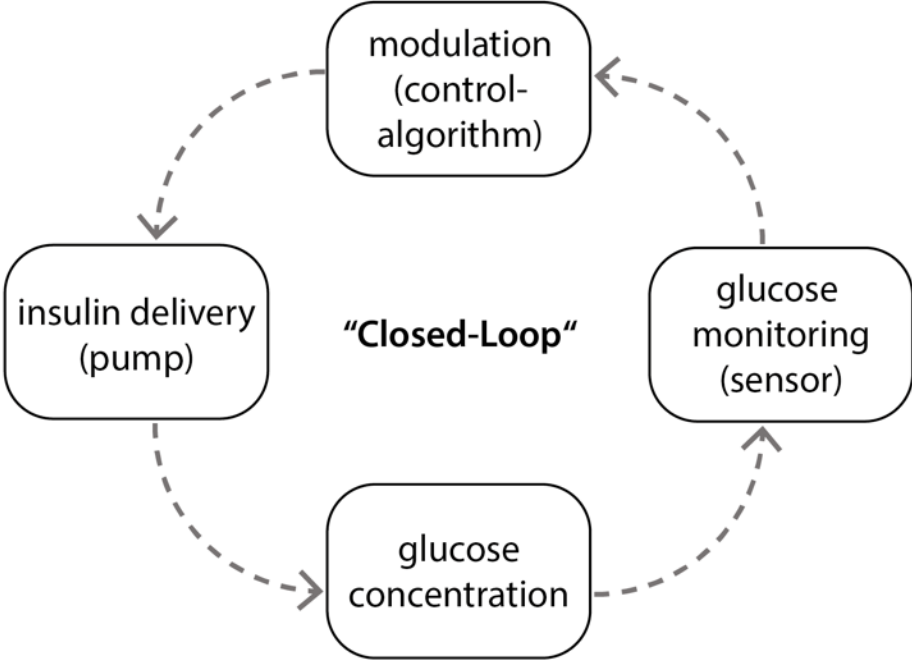 modulation
(control-
algorithm)
insulin delivery
(pump)
“Closed-Loop“
glucose
monitoring
(sensor)
glucose
concentration